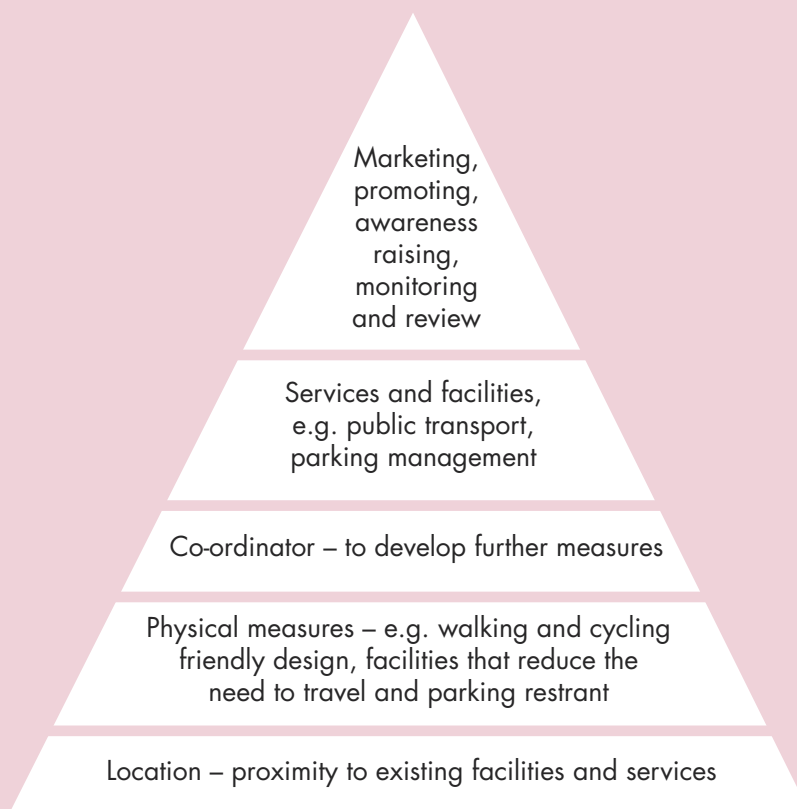 Marketing,
promoting,
awareness
raising,
monitoring
and review
Services and facilities,
e.g. public transport,
parking management
Co-ordinator – to develop further measures
Physical measures – e.g. walking and cycling
friendly design, facilities that reduce the
need to travel and parking restrant
Location – proximity to existing facilities and services